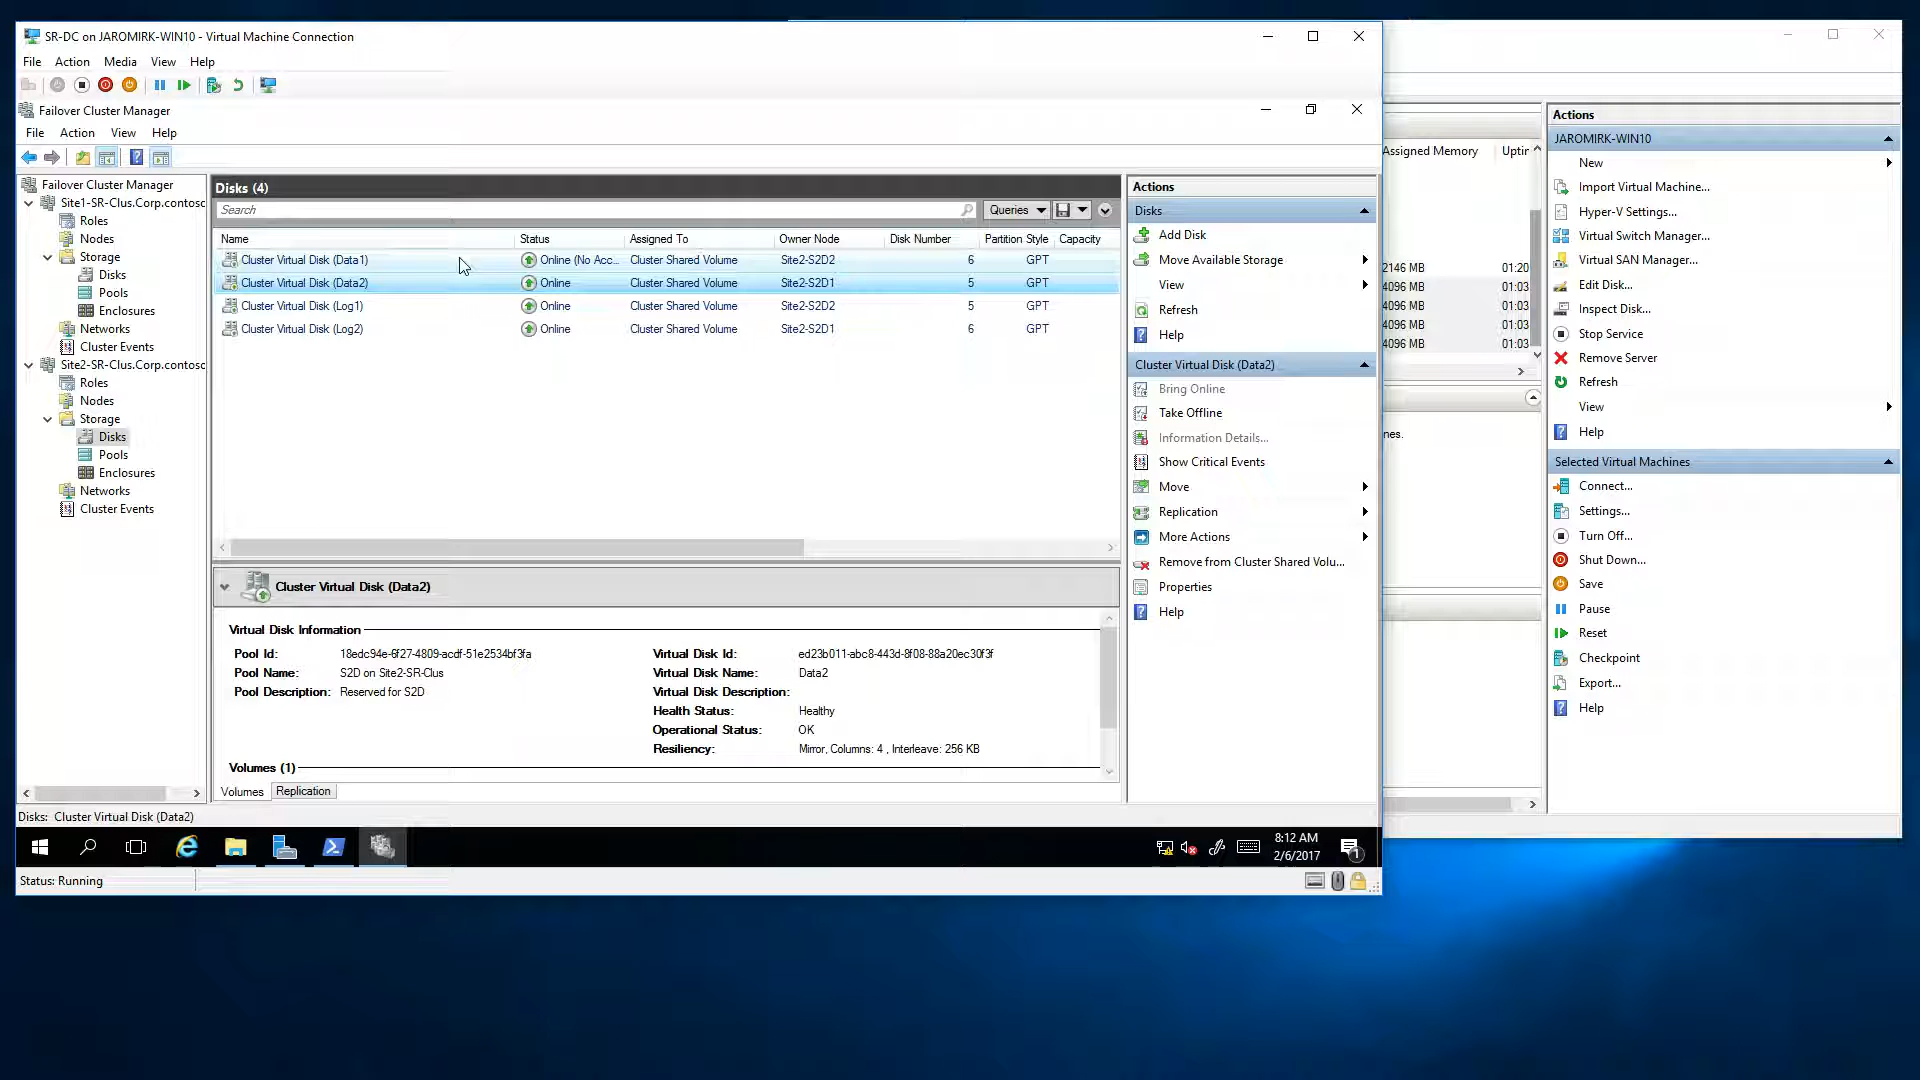 SR-DC on JAROMIRK-WIN10 - Virtual Machine Connection
File Action Media View Help
Failover Cluster Manager
File Action View Help
Failover Cluster Manager
Site1-SR-Clus.Corp.contosc
Roles
Nodes
Storage
Disks
Pools
Enclosures
Networks
Cluster Events
Site2-SR-Clus.Corp.contosc
Roles
Nodes
Storage
Disks
Pools
Enclosures
Networks
Cluster Events
Disks (4)
Search
Queries
Name Status Assigned To Owner Node Disk Number Partition Style Capacity
Cluster Virtual Disk (Data1) Online (No Acc... Cluster Shared Volume Site2-S2D2 6 GPT
Cluster Virtual Disk (Data2) Online Cluster Shared Volume Site2-S2D1 5 GPT
Cluster Virtual Disk (Log1) Online Cluster Shared Volume Site2-S2D2 5 GPT
Cluster Virtual Disk (Log2) Online Cluster Shared Volume Site2-S2D1 6 GPT
Cluster Virtual Disk (Data2)
Virtual Disk Information
Pool Id: 18edc94e-6f27-4809-acdf-51e2534bf3fa
Pool Name: S2D on Site2-SR-Clus
Pool Description: Reserved for S2D
Virtual Disk Id: ed23b011-abc8-443d-8f08-88a20ec30f3f
Virtual Disk Name: Data2
Virtual Disk Description:
Health Status: Healthy
Operational Status: OK
Resiliency: Mirror, Columns: 4 , Interleave: 256 KB
Volumes (1)
Volumes Replication
Actions
Disks
Add Disk
Move Available Storage
View
Refresh
Help
Cluster Virtual Disk (Data2)
Bring Online
Take Offline
Information Details...
Show Critical Events
Move
Replication
More Actions
Remove from Cluster Shared Volu...
Properties
Help
Disks: Cluster Virtual Disk (Data2)
8:12 AM
2/6/2017
1
Status: Running
Assigned Memory Uptir
2146 MB 01:20
4096 MB 01:03
4096 MB 01:03
4096 MB 01:03
4096 MB 01:03
nes.
Actions
JAROMIRK-WIN10
New
Import Virtual Machine...
Hyper-V Settings...
Virtual Switch Manager...
Virtual SAN Manager...
Edit Disk...
Inspect Disk...
Stop Service
Remove Server
Refresh
View
Help
Selected Virtual Machines
Connect...
Settings...
Turn Off...
Shut Down...
Save
Pause
Reset
Checkpoint
Export...
Help